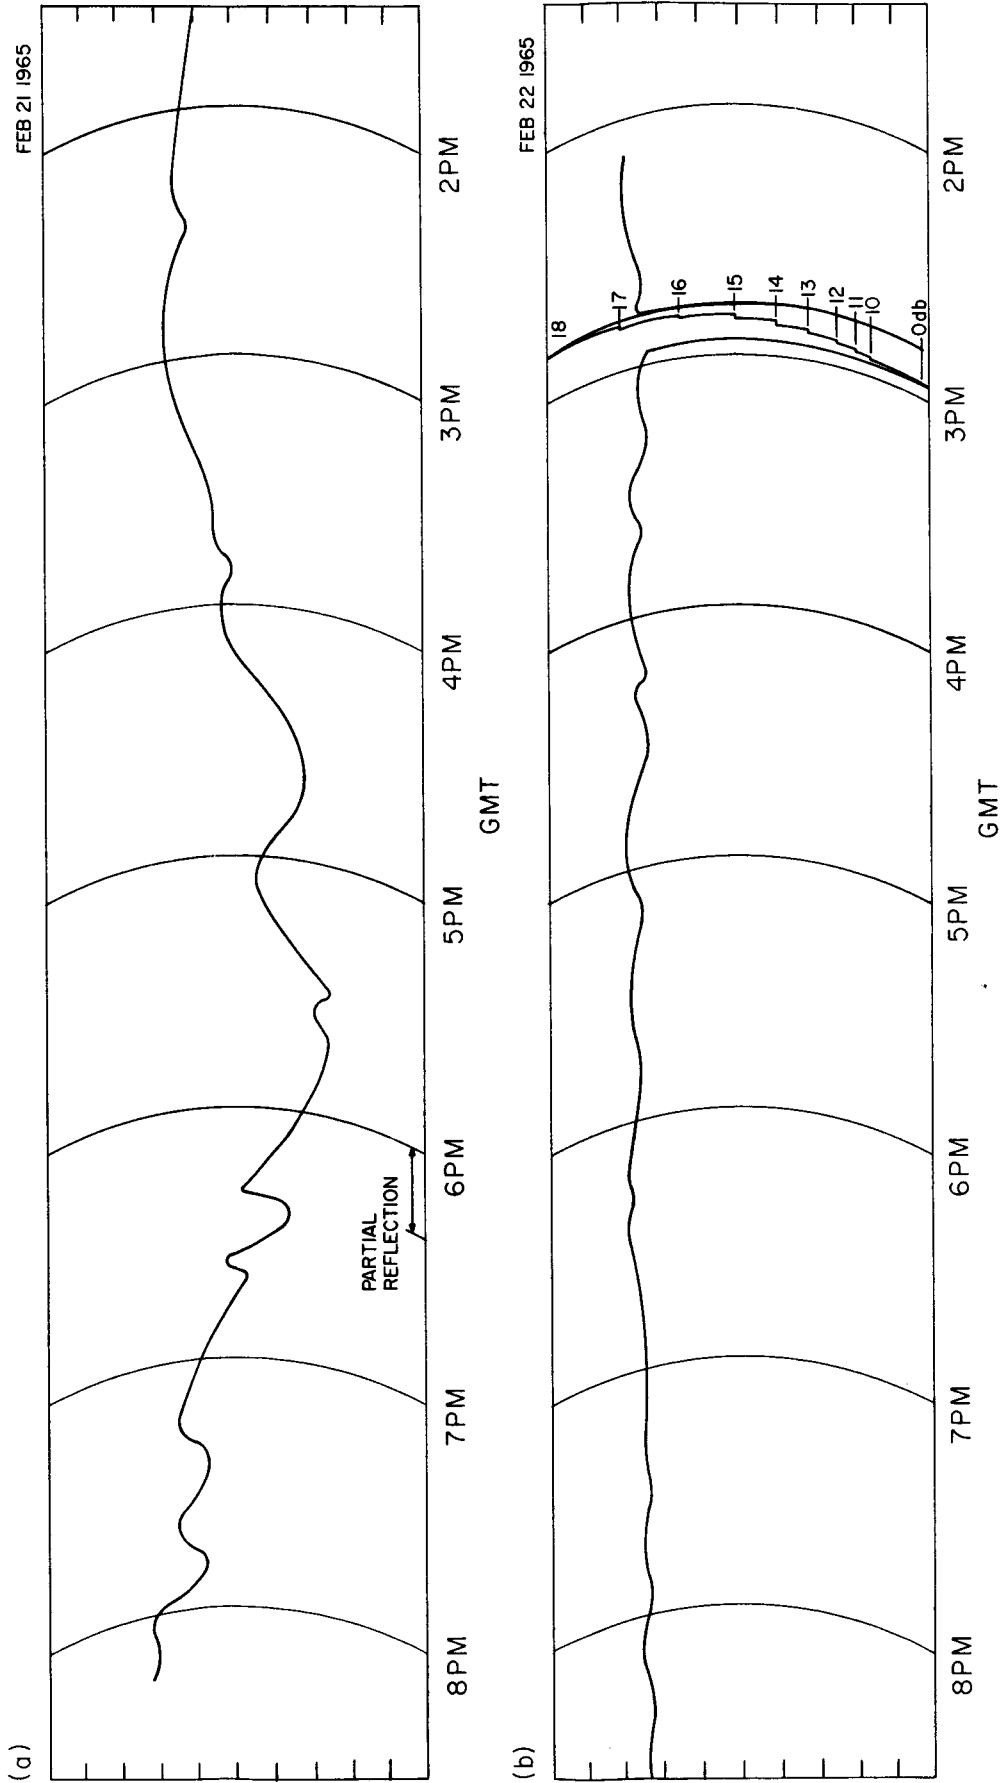 (a)
FEB 21 1965
PARTIAL
REFLECTION
8PM 7PM 6PM 5PM 4PM 3PM 2PM
GMT
(b)
FEB 22 1965
18
17
16
15
14
13
12
11
10
0db
8PM 7PM 6PM 5PM 4PM 3PM 2PM
GMT